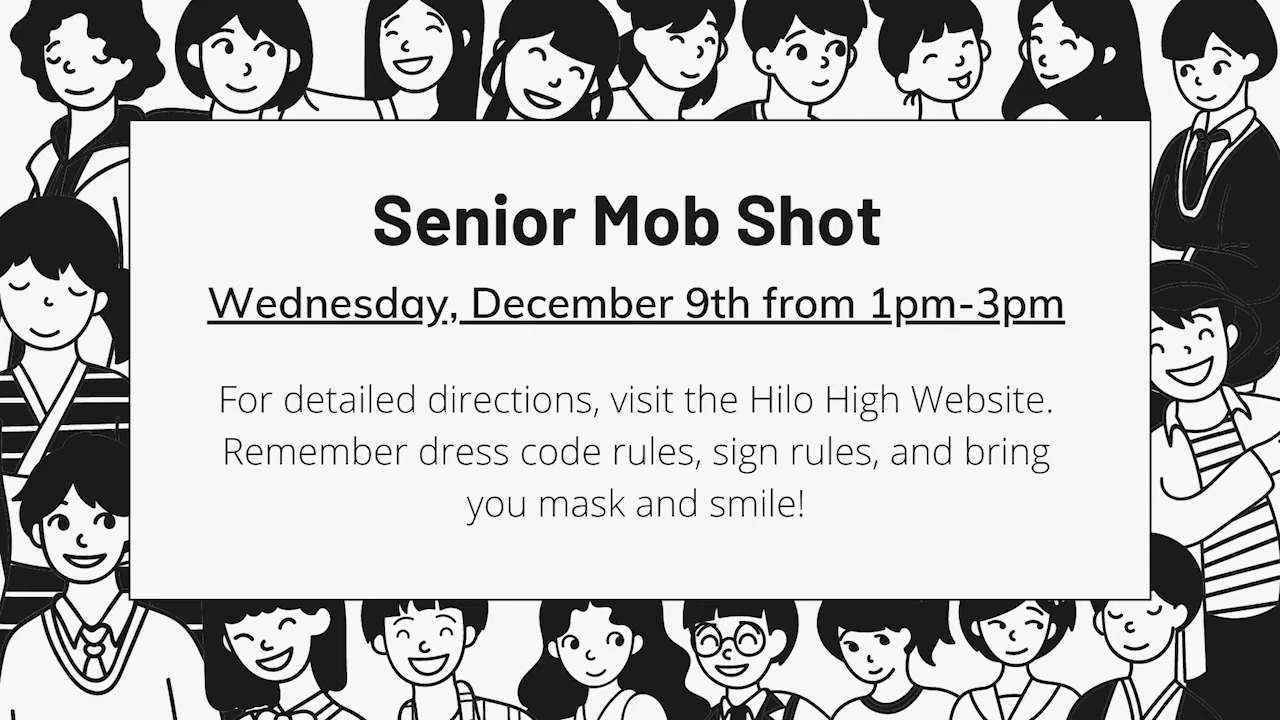 Senior Mob Shot
Wednesday, December 9th from 1pm-3pm
For detailed directions, visit the Hilo High Website.
Remember dress code rules, sign rules, and bring
you mask and smile!